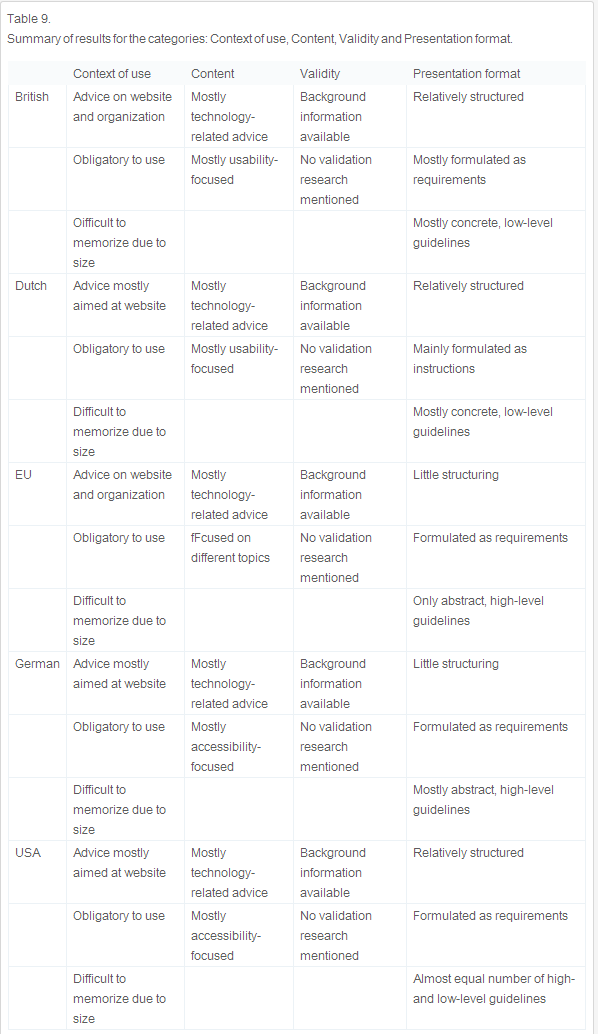 Table 9.
Summary of results for the categories: Context of use, Content, Validity and Presentation format.
Context of use Content Validity Presentation format
British Advice on website Mostly Background Relatively structured
and organization technology- information
related advice available
Obligatory to use Mostly usability- No validation Mostly formulated as
focused research requirements
mentioned
Oifficult to Mostly concrete, low-level
memorize due to guidelines
size
Dutch Advice mostly Mostly Background Relatively structured
aimed at website technology- information
related advice available
Obligatory to use Mostly usability- No validation Mainly formulated as
focused research instructions
mentioned
Difficult to Mostly concrete, low-level
memorize due to guidelines
size
EU Advice on website Mostly Background Little structuring
and organization technology- information
related advice available
Obligatory to use fFcused on No validation Formulated as requirements
different topics research
mentioned
Difficult to Only abstract, high-level
memorize due to guidelines
size
German Advice mostly Mostly Background Little structuring
aimed at website technology- information
related advice available
Obligatory to use Mostly No validation Formulated as requirements
accessibility- research
focused mentioned
Difficult to Mostly abstract, high-level
memorize due to guidelines
size
USA Advice mostly Mostly Background Relatively structured
aimed at website technology- information
related advice available
Obligatory to use Mostly No validation Formulated as requirements
accessibility- research
focused mentioned
Difficult to Almost equal number of high-
memorize due to and low-level guidelines
size